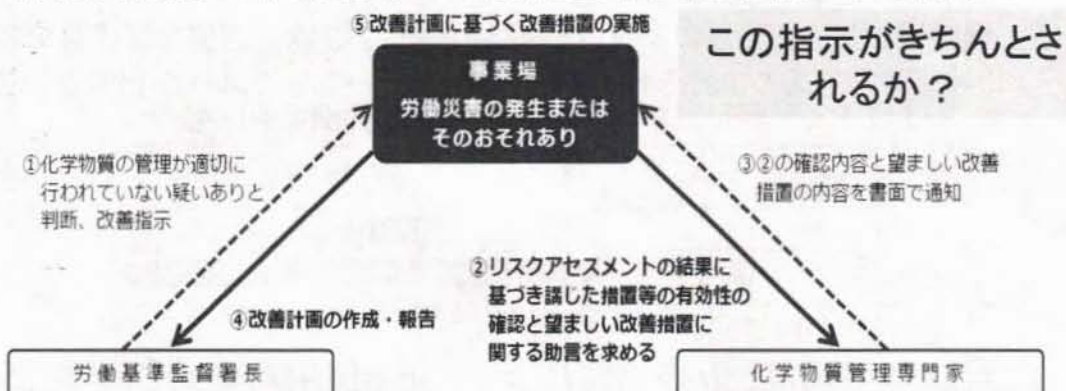 ⑤改善計画に基づく改善措置の実施
この指示がきちんとさ
れるか？
事業場
労働災害の発生または
そのおそれあり
①化学物質の管理が適切に
行われていない疑いありと
判断、改善指示
③②の確認内容と望ましい改善
措置の内容を書面で通知
②リスクアセスメントの結果に
基づき講じた措置等の有効性の
確認と望ましい改善措置に
関する助言を求める
④改善計画の作成・報告
労働基準監督署長
化学物質管理専門家